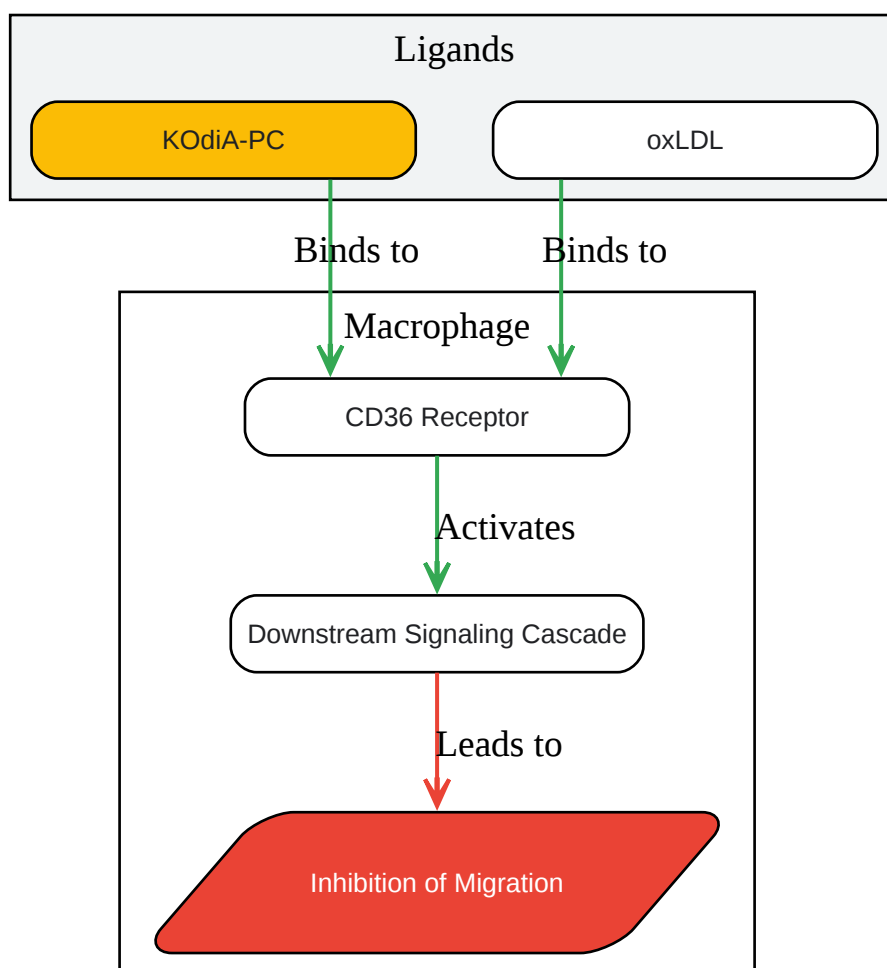 Ligands
KOdiA-PC
oxLDL
Binds to
Binds to
Macrophage
CD36 Receptor
Activates
Downstream Signaling Cascade
Leads to
Inhibition of Migration